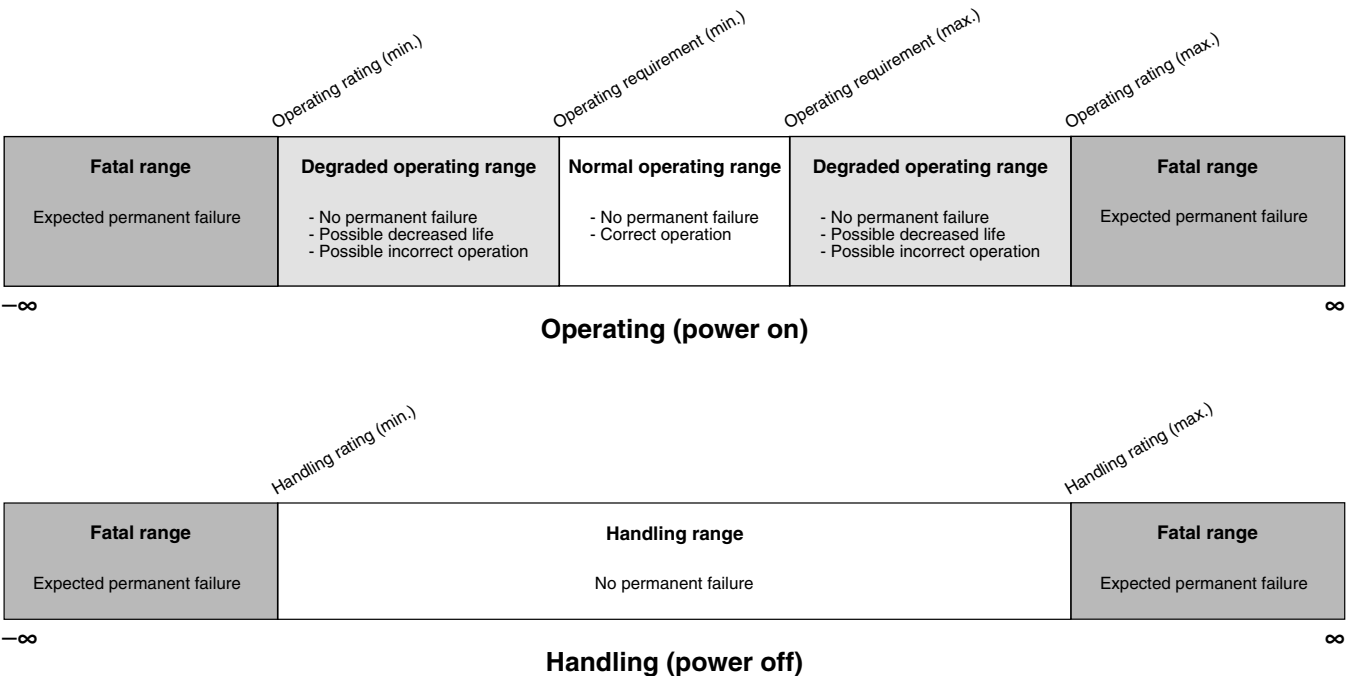 Operating rating (min.)
Operating requirement (min.)
Operating requirement (max.)
Operating rating (max.)
Fatal range
Degraded operating range
Normal operating range
Degraded operating range
Fatal range
Expected permanent failure
- No permanent failure
- Possible decreased life
- Possible incorrect operation
- No permanent failure
- Correct operation
- No permanent failure
- Possible decreased life
- Possible incorrect operation
Expected permanent failure
–∞
∞
Operating (power on)
Handling rating (min.)
Handling rating (max.)
Fatal range
Handling range
Fatal range
Expected permanent failure
No permanent failure
Expected permanent failure
–∞
∞
Handling (power off)